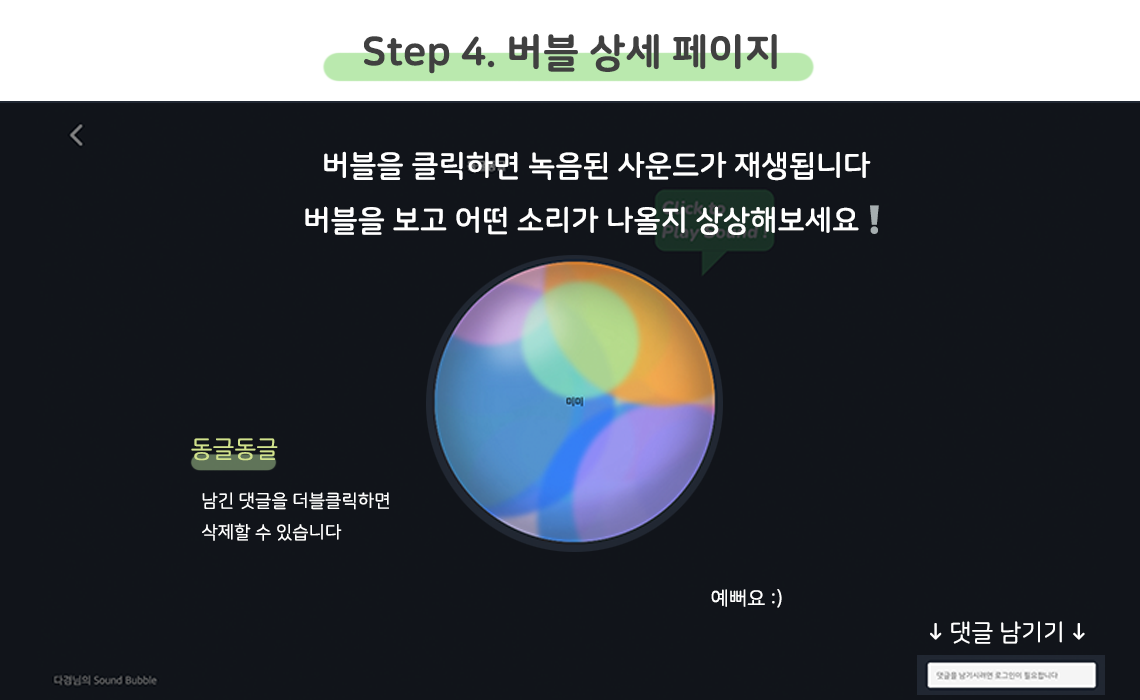 Step 4. 버블 상세 페이지
버블을 클릭하면 녹음된 사운드가 재생됩니다
Click to
버블을 보고 어떤 소리가 나올지 상상해보세요 !
Play Sound !
미미
동글동글
남긴 댓글을 더블클릭하면
삭제할 수 있습니다
예뻐요 :)
↓ 댓글 남기기 ↓
댓글을 남기시려면 로그인이 필요합니다
다겸님의 Sound Bubble